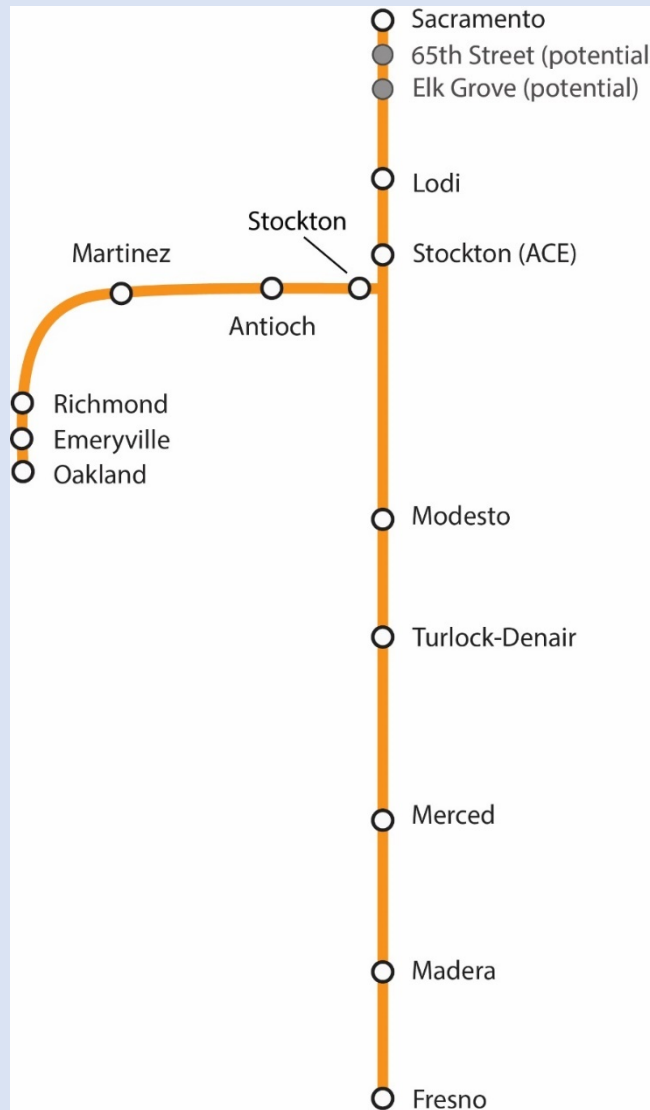 Sacramento
65th Street (potential
Elk Grove (potential)
Lodi
Stockton
Stockton (ACE)
Martinez
Antioch
Richmond
Emeryville
Oakland
Modesto
Turlock-Denair
Merced
Madera
Fresno